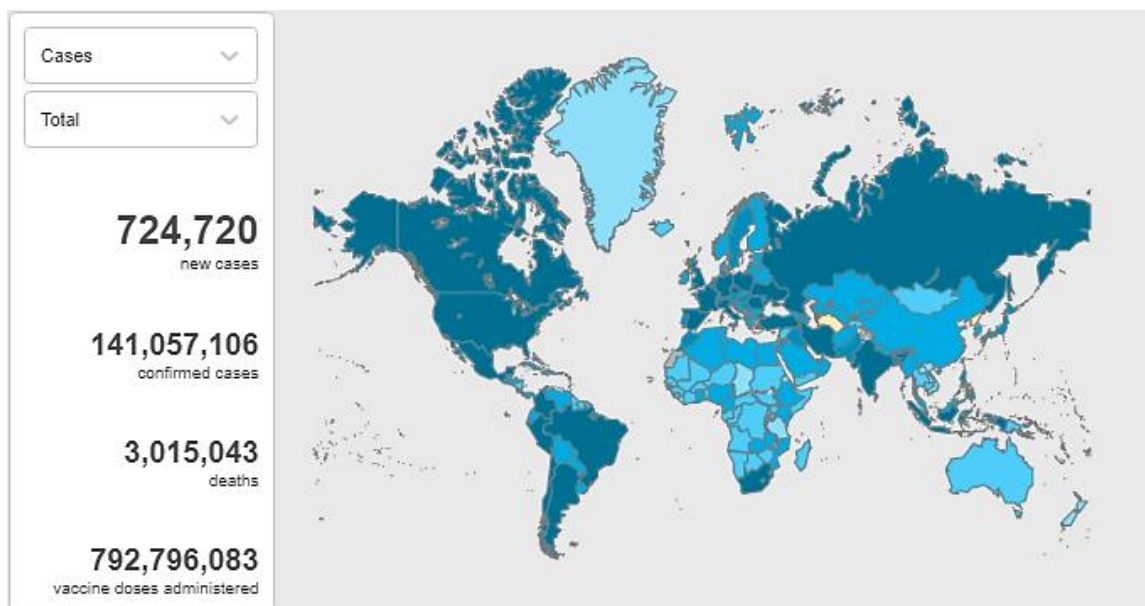 Cases
Total
724,720
new cases
141,057,106
confirmed cases
3,015,043
deaths
792,796,083
vaccine doses administered